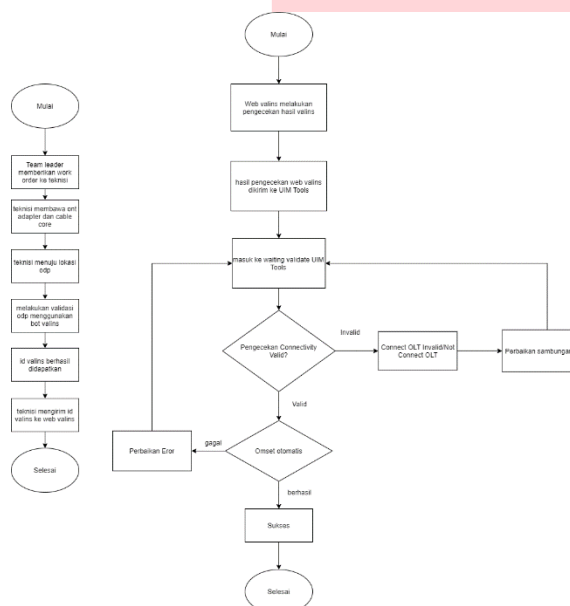 Mulai
Team leader
memberikan work
order ke teknisi
teknisi membawa ont
adapter dan cable
core
teknisi menuju lokasi
odp
melakukan validasi
odp menggunakan
bot valins
id valins berhasil
didapatkan
teknisi mengirim id
valins ke web valins
Selesai
Mulai
Web valins melakukan
pengecekan hasil valins
hasil pengecekan web valins
dikirim ke UIM Tools
masuk ke waiting validate UIM
Tools
Pengecekan Connectivity
Valid?
Invalid
Connect OLT Invalid/Not
Connect OLT
Perbaikan sambungan
Valid
Omset otomatis
gagal
Perbaikan Eror
berhasil
Sukses
Selesai